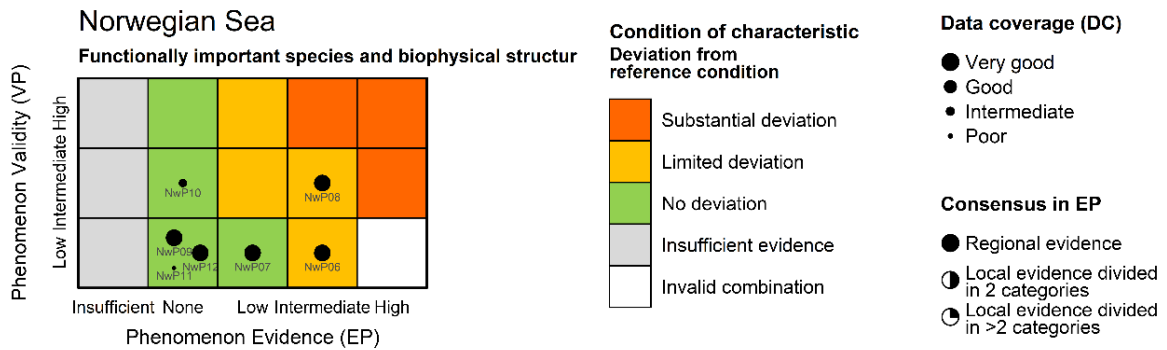 Norwegian Sea
Functionally important species and biophysical structur
Phenomenon Validity (VP)
Low Intermediate High
NwP10
NwP08
NwP09
NwP12
NwP11
NwP07
NwP06
Insufficient None Low Intermediate High
Phenomenon Evidence (EP)
Condition of characteristic
Deviation from
reference condition
Substantial deviation
Limited deviation
No deviation
Insufficient evidence
Invalid combination
Data coverage (DC)
Very good
Good
Intermediate
Poor
Consensus in EP
Regional evidence
Local evidence divided
in 2 categories
Local evidence divided
in >2 categories